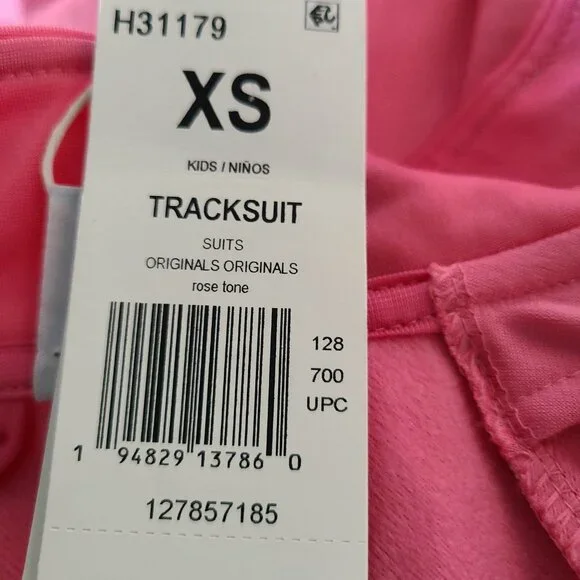 H31179
XS
KIDS / NIÑOS
TRACKSUIT
SUITS
ORIGINALS ORIGINALS
rose tone
128
700
UPC
1 94829 13786 0
127857185